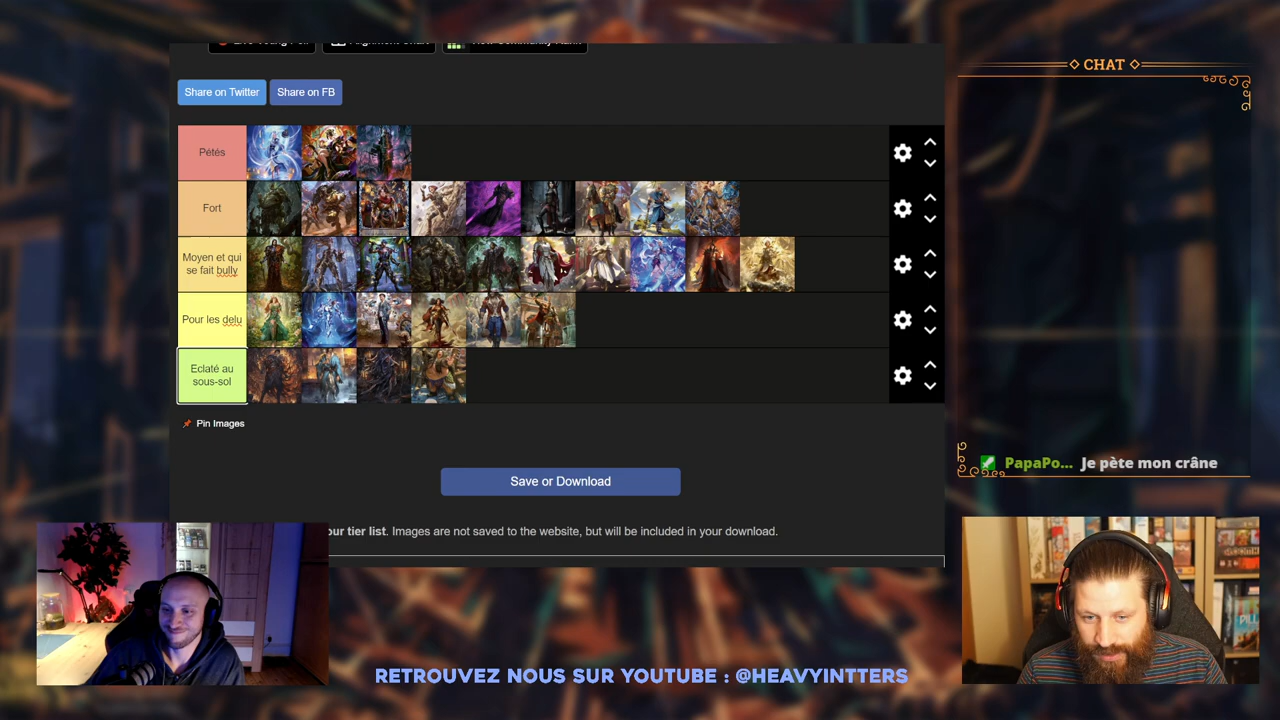 Share on Twitter
Share on FB
CHAT
Pétés
Fort
Moyen et qui
se fait bully
Pour les delu
Eclaté au
sous-sol
Pin Images
PapaPo... Je pète mon crâne
Save or Download
our tier list. Images are not saved to the website, but will be included in your download.
RETROUVEZ NOUS SUR YOUTUBE : @HEAVYINTTERS